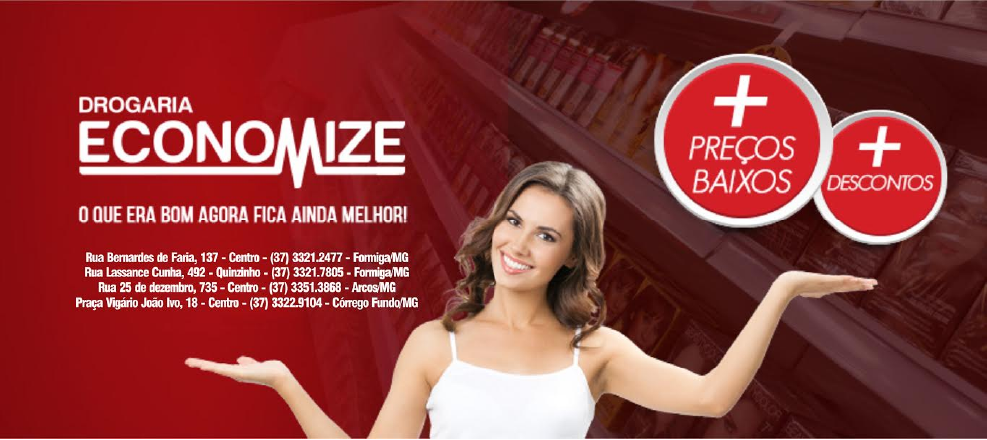 DROGARIA
ECONOMIZE
O QUE ERA BOM AGORA FICA AINDA MELHOR!
Rua Bernardes de Faria, 137 - Centro - (37) 3321.2477 - Formiga/MG
Rua Lassance Cunha, 492 - Quinzinho - (37) 3321.7805 - Formiga/MG
Rua 25 de dezembro, 735 - Centro - (37) 3351.3868 - Arcos/MG
Praça Vigário João Ivo, 18 - Centro - (37) 3322.9104 - Córrego Fundo/MG
+
PREÇOS
BAIXOS
+
DESCONTOS